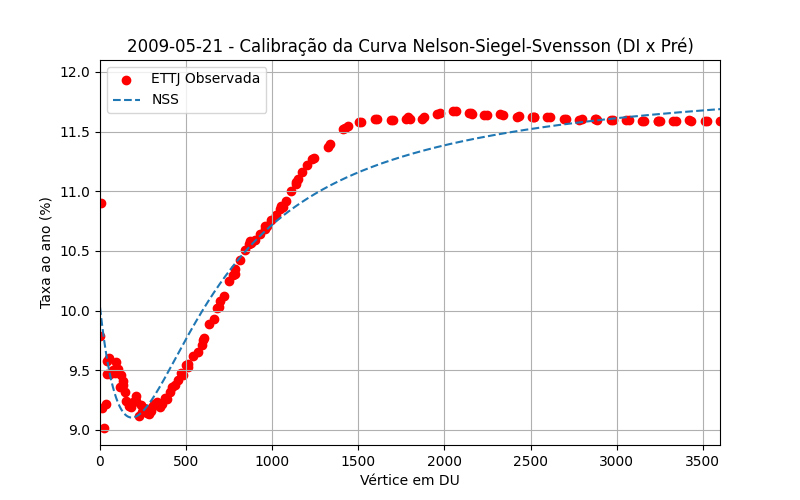 2009-05-21 - Calibração da Curva Nelson-Siegel-Svensson (DI x Pré)
12.0
11.5
11.0
10.5
10.0
9.5
9.0
Taxa ao ano (%)
ETTJ Observada
NSS
0 500 1000 1500 2000 2500 3000 3500
Vértice em DU